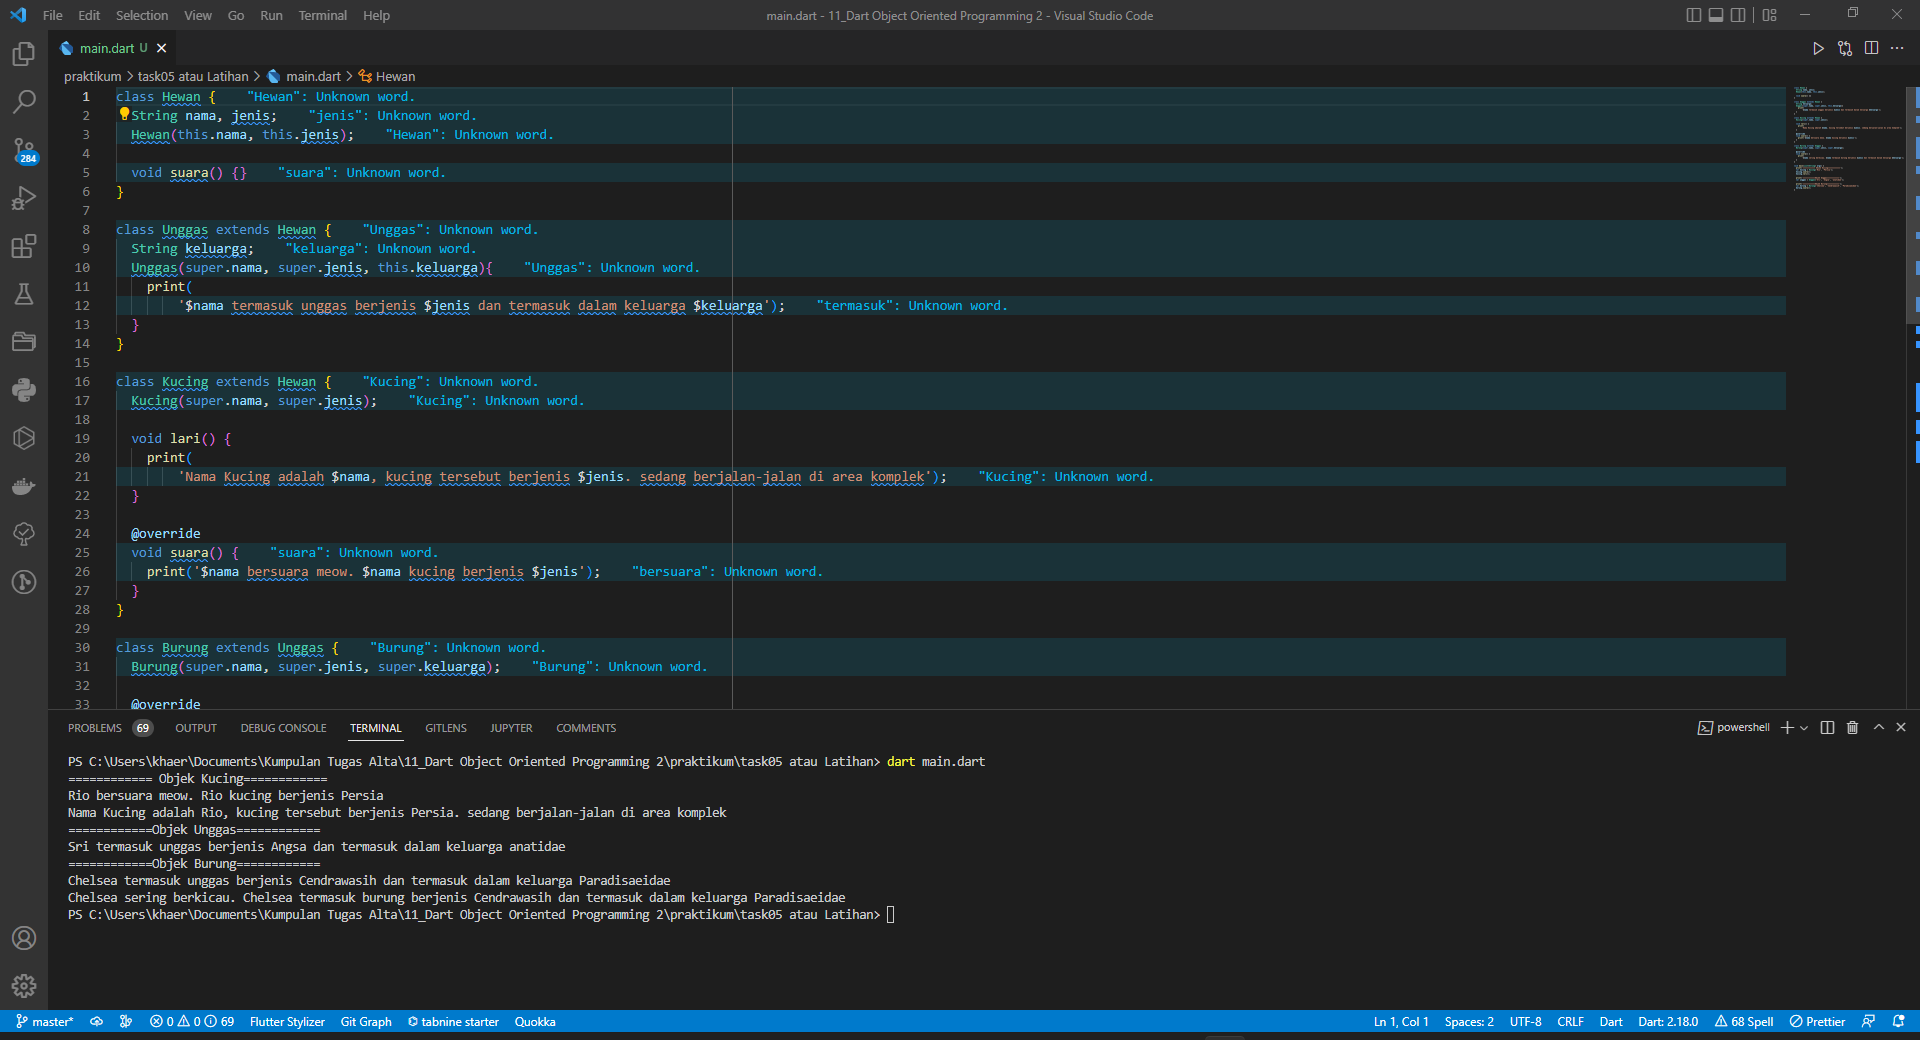 File Edit Selection View Go Run Terminal Help
main.dart - 11_Dart Object Oriented Programming 2 - Visual Studio Code
main.dart U
praktikum > task05 atau Latihan > main.dart > Hewan
1 class Hewan { "Hewan": Unknown word.
2 String nama, jenis; "jenis": Unknown word.
3 Hewan(this.nama, this.jenis); "Hewan": Unknown word.
4
5 void suara() {} "suara": Unknown word.
6 }
7
8 class Unggas extends Hewan { "Unggas": Unknown word.
9 String keluarga; "keluarga": Unknown word.
10 Unggas(super.nama, super.jenis, this.keluarga){ "Unggas": Unknown word.
11 print(
12 '$nama termasuk unggas berjenis $jenis dan termasuk dalam keluarga $keluarga'); "termasuk": Unknown word.
13 }
14 }
15
16 class Kucing extends Hewan { "Kucing": Unknown word.
17 Kucing(super.nama, super.jenis); "Kucing": Unknown word.
18
19 void lari() {
20 print(
21 'Nama Kucing adalah $nama, kucing tersebut berjenis $jenis. sedang berjalan-jalan di area komplek'); "Kucing": Unknown word.
22 }
23
24 @override
25 void suara() { "suara": Unknown word.
26 print('$nama bersuara meow. $nama kucing berjenis $jenis'); "bersuara": Unknown word.
27 }
28 }
29
30 class Burung extends Unggas { "Burung": Unknown word.
31 Burung(super.nama, super.jenis, super.keluarga); "Burung": Unknown word.
32
33 @override
284
PROBLEMS 69 OUTPUT DEBUG CONSOLE TERMINAL GITLENS JUPYTER COMMENTS
powershell
PS C:\Users\khaer\Documents\Kumpulan Tugas Alta\11_Dart Object Oriented Programming 2\praktikum\task05 atau Latihan> dart main.dart
============ Objek Kucing============
Rio bersuara meow. Rio kucing berjenis Persia
Nama Kucing adalah Rio, kucing tersebut berjenis Persia. sedang berjalan-jalan di area komplek
============Objek Unggas============
Sri termasuk unggas berjenis Angsa dan termasuk dalam keluarga anatidae
============Objek Burung============
Chelsea termasuk unggas berjenis Cendrawasih dan termasuk dalam keluarga Paradisaeidae
Chelsea sering berkicau. Chelsea termasuk burung berjenis Cendrawasih dan termasuk dalam keluarga Paradisaeidae
PS C:\Users\khaer\Documents\Kumpulan Tugas Alta\11_Dart Object Oriented Programming 2\praktikum\task05 atau Latihan>
master* 0 0 69 Flutter Stylizer Git Graph tabnine starter Quokka Ln 1, Col 1 Spaces: 2 UTF-8 CRLF Dart Dart: 2.18.0 68 Spell Prettier